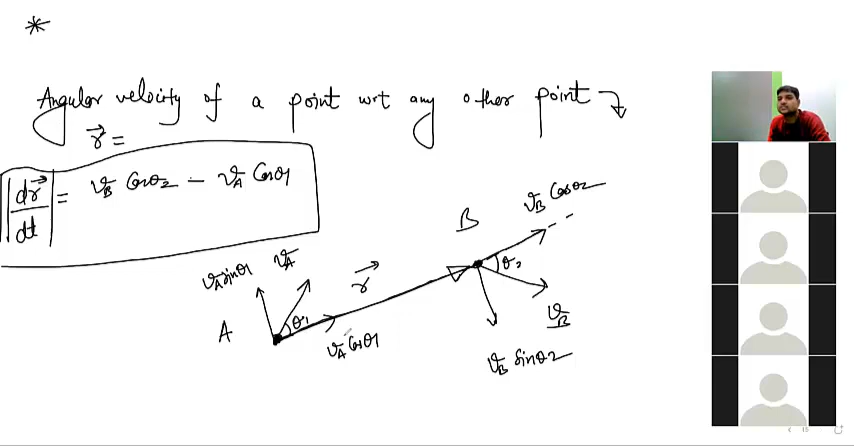 *
Angular velocity of a point wrt any other point ↴
r⃗ =
|dr⃗/dt| = v_B Cosθ2 − v_A Cosθ1
B
v_B Cosθ2
θ2
v_A sinθ1
v_A
r⃗
θ1
A
v_A Cosθ1
v_B
v_B Sinθ2
15